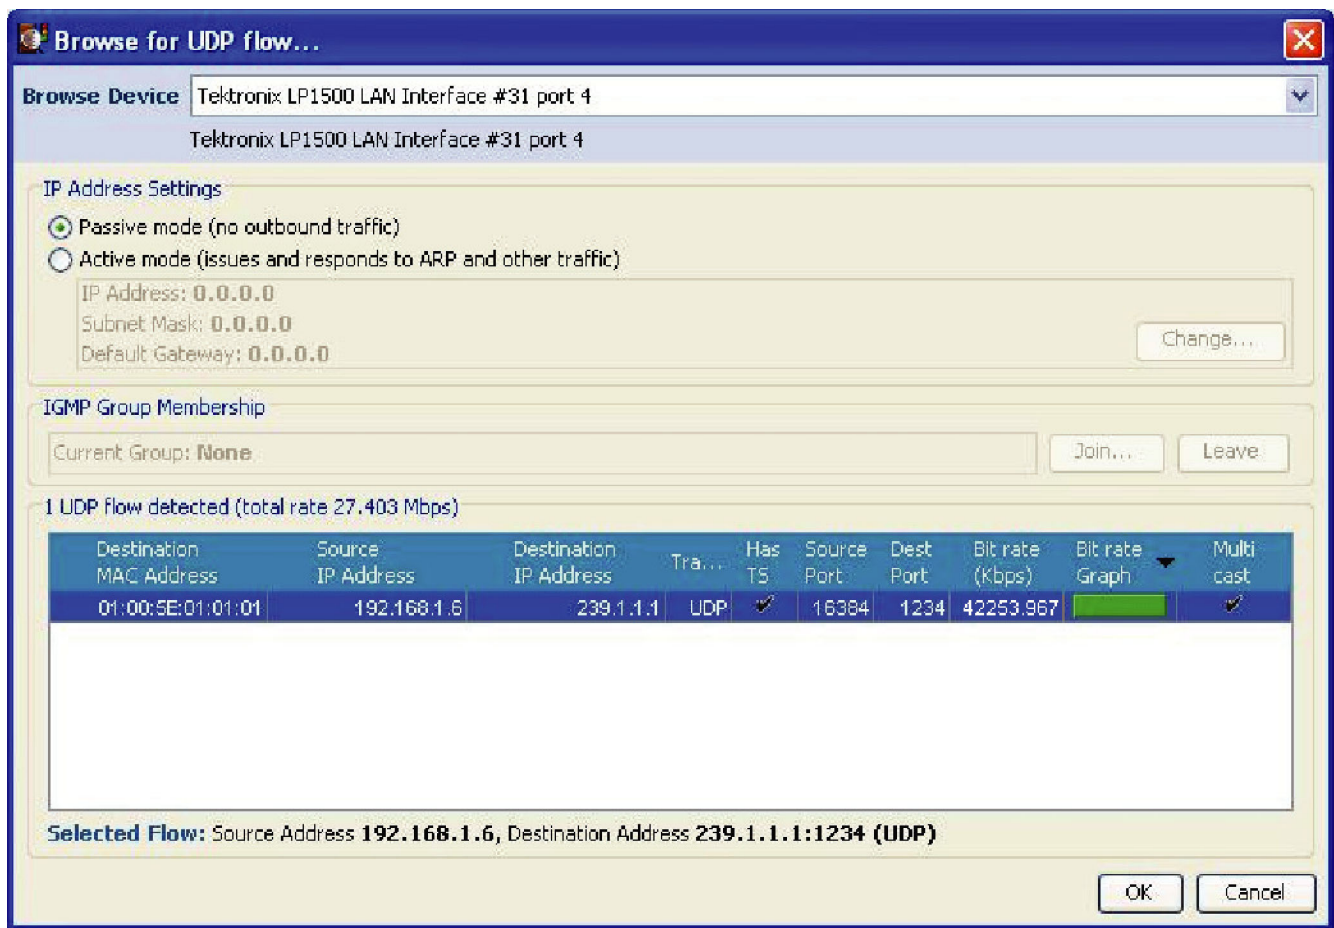 Browse for UDP flow...
Browse Device Tektronix LP1500 LAN Interface #31 port 4
Tektronix LP1500 LAN Interface #31 port 4
IP Address Settings
Passive mode (no outbound traffic)
Active mode (issues and responds to ARP and other traffic)
IP Address: 0.0.0.0
Subnet Mask: 0.0.0.0
Default Gateway: 0.0.0.0
Change...
IGMP Group Membership
Current Group: None
Join... Leave
1 UDP flow detected (total rate 27.403 Mbps)
Destination Source Destination Tra... Has Source Dest Bit rate Bit rate Multi
MAC Address IP Address IP Address TS Port Port (Kbps) Graph cast
01:00:5E:01:01:01 192.168.1.6 239.1.1.1 UDP ✔ 16384 1234 42253.967 ✔
Selected Flow: Source Address 192.168.1.6, Destination Address 239.1.1.1:1234 (UDP)
OK Cancel